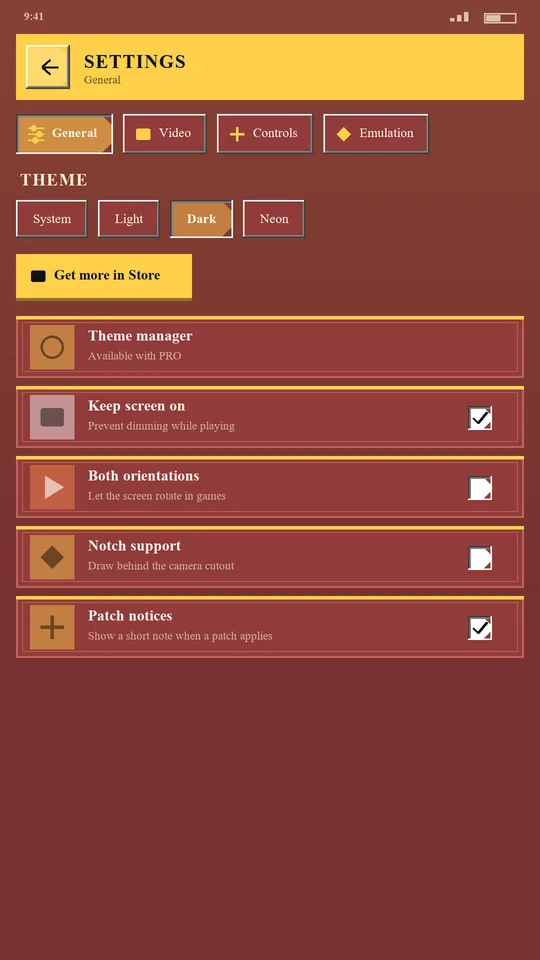 9:41
SETTINGS
General
General
Video
Controls
Emulation
THEME
System
Light
Dark
Neon
Get more in Store
Theme manager
Available with PRO
Keep screen on
Prevent dimming while playing
Both orientations
Let the screen rotate in games
Notch support
Draw behind the camera cutout
Patch notices
Show a short note when a patch applies